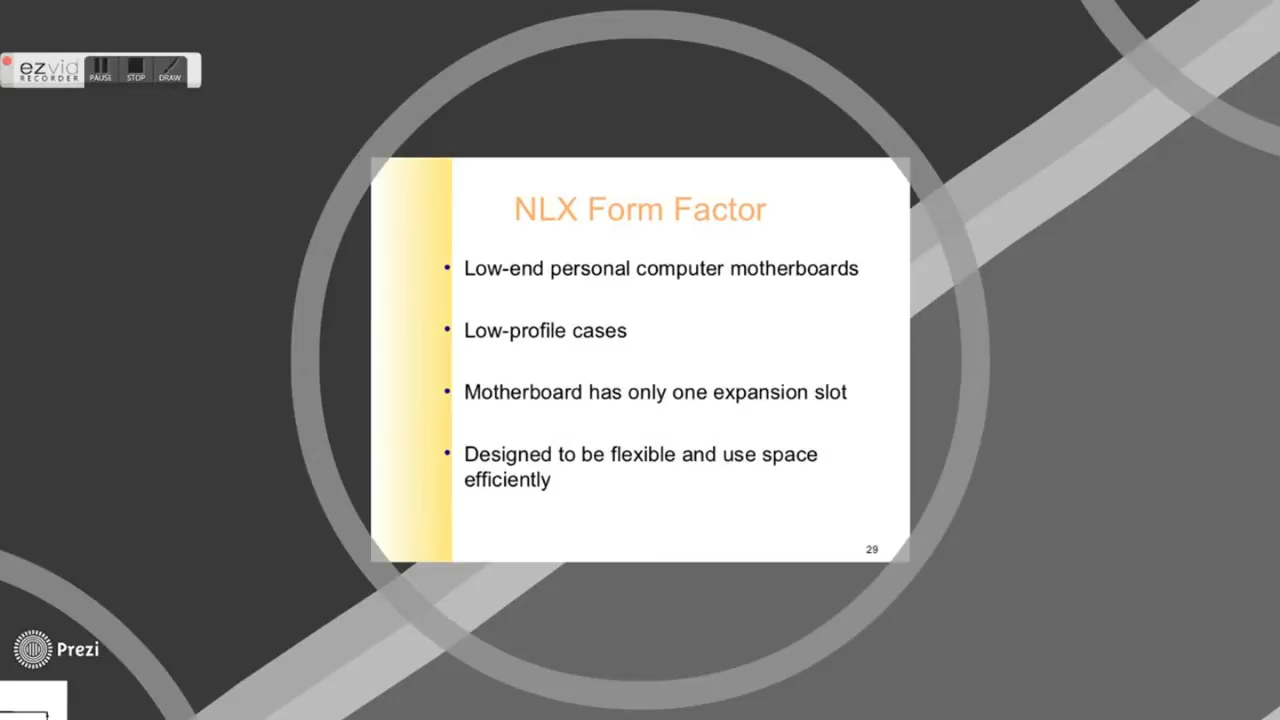 ezvid
RECORDER
PAUSE
STOP
DRAW
NLX Form Factor
• Low-end personal computer motherboards
• Low-profile cases
• Motherboard has only one expansion slot
• Designed to be flexible and use space
efficiently
29
Prezi